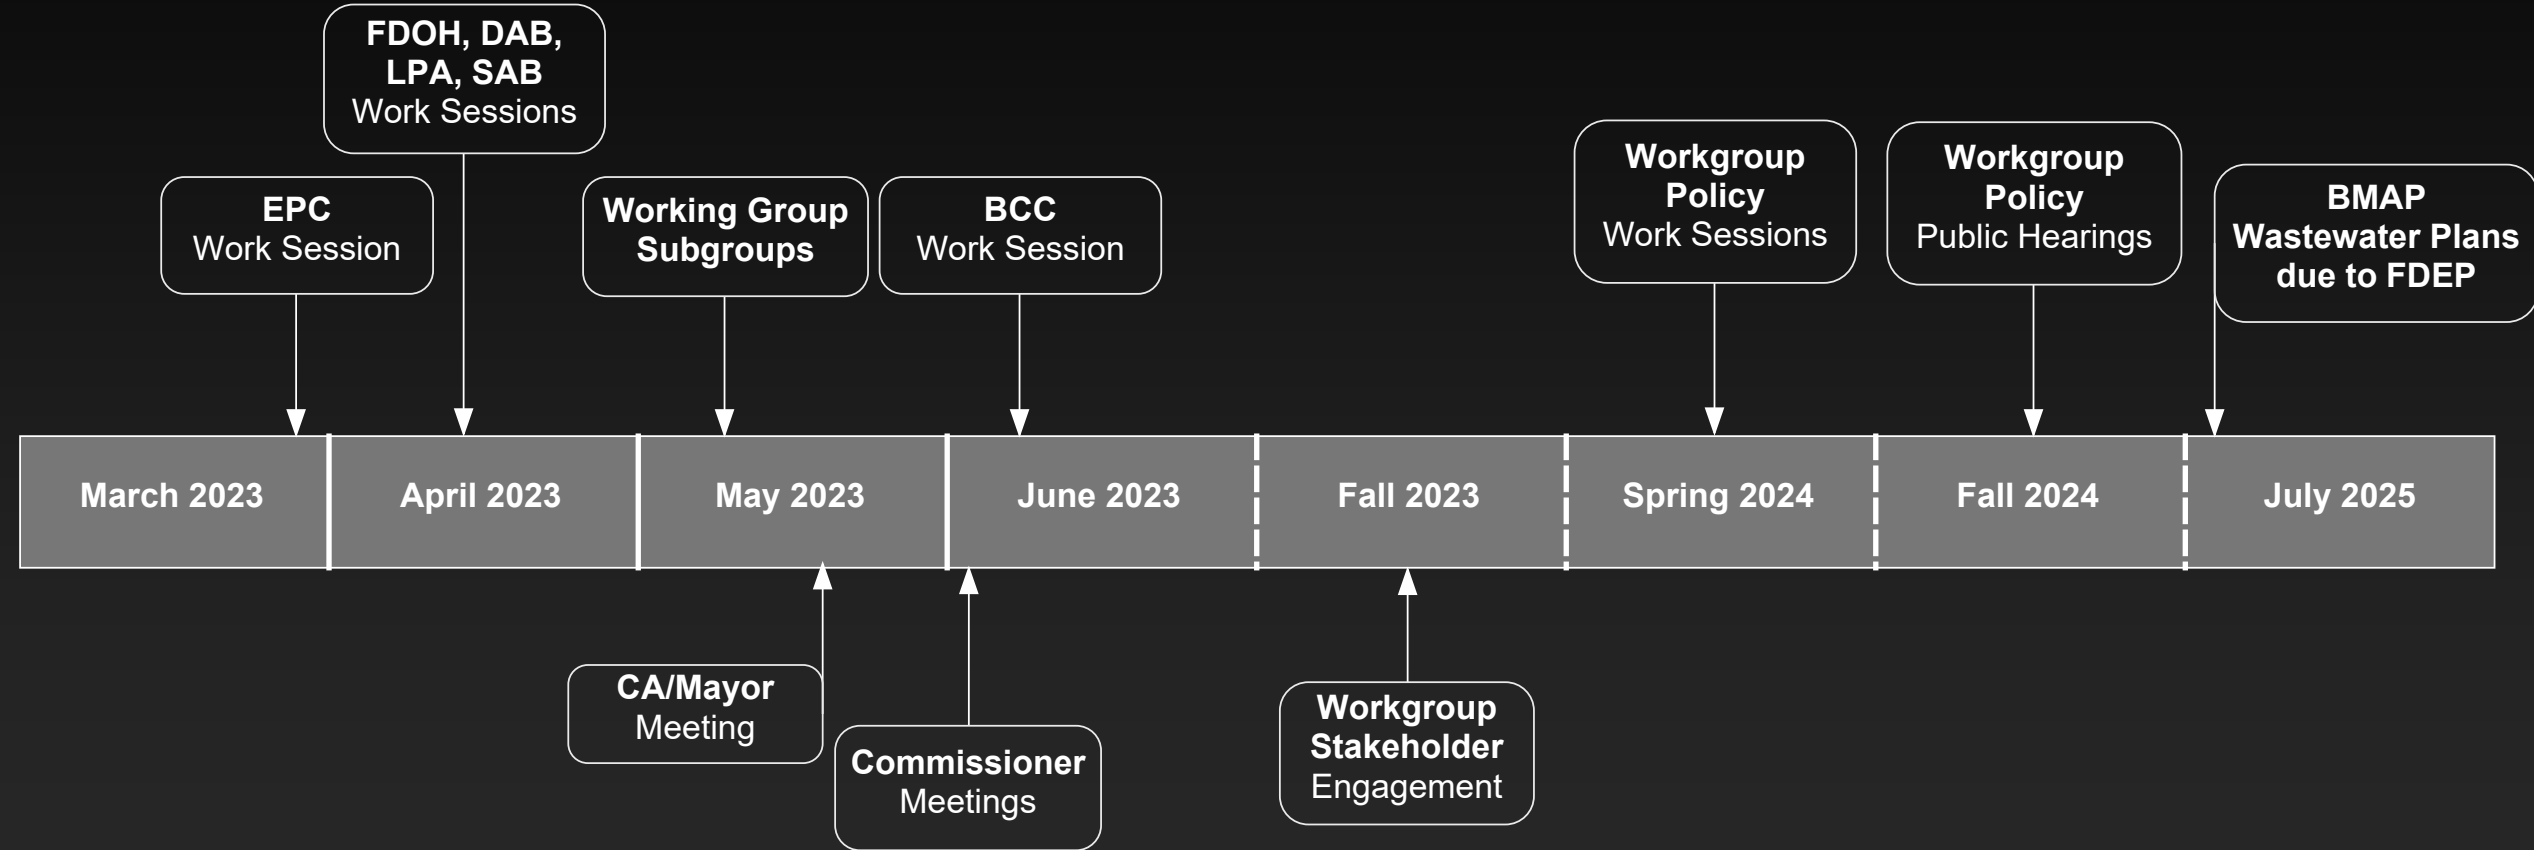 FDOH, DAB,
LPA, SAB
Work Sessions
EPC
Work Session
Working Group
Subgroups
BCC
Work Session
Workgroup
Policy
Work Sessions
Workgroup
Policy
Public Hearings
BMAP
Wastewater Plans
due to FDEP
March 2023
April 2023
May 2023
June 2023
Fall 2023
Spring 2024
Fall 2024
July 2025
CA/Mayor
Meeting
Commissioner
Meetings
Workgroup
Stakeholder
Engagement